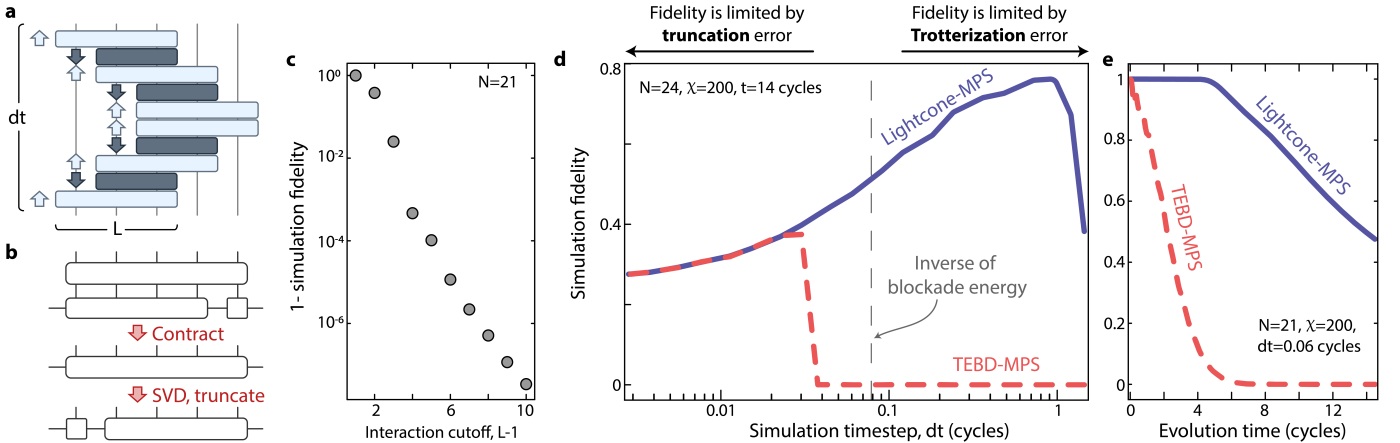 a
dt
L
b
Contract
SVD, truncate
c
N=21
10⁰
10⁻²
10⁻⁴
10⁻⁶
1- simulation fidelity
2
6
10
Interaction cutoff, L-1
Fidelity is limited by
truncation error
Fidelity is limited by
Trotterization error
d
N=24, χ=200, t=14 cycles
Lightcone-MPS
Inverse of
blockade energy
TEBD-MPS
0.8
0.4
0
Simulation fidelity
0.01
0.1
1
Simulation timestep, dt (cycles)
e
Lightcone-MPS
TEBD-MPS
N=21, χ=200,
dt=0.06 cycles
1
0.8
0.6
0.4
0.2
0
0
4
8
12
Evolution time (cycles)